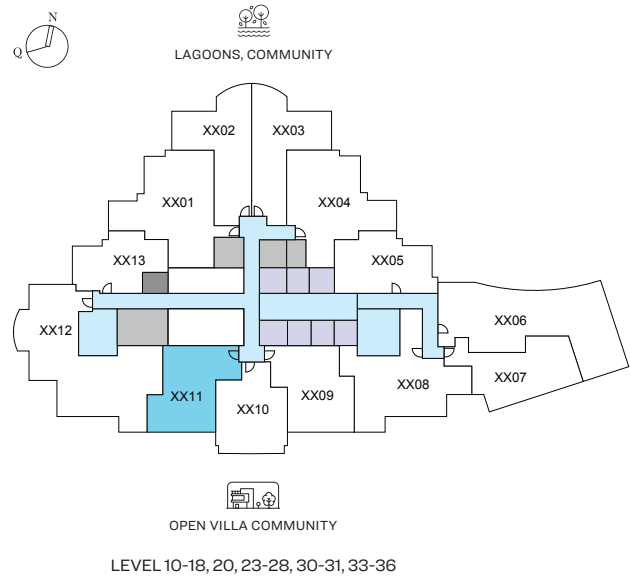 N
Q
LAGOONS, COMMUNITY
XX02
XX03
XX01
XX04
XX13
XX05
XX12
XX06
XX11
XX10
XX09
XX08
XX07
OPEN VILLA COMMUNITY
LEVEL 10-18, 20, 23-28, 30-31, 33-36